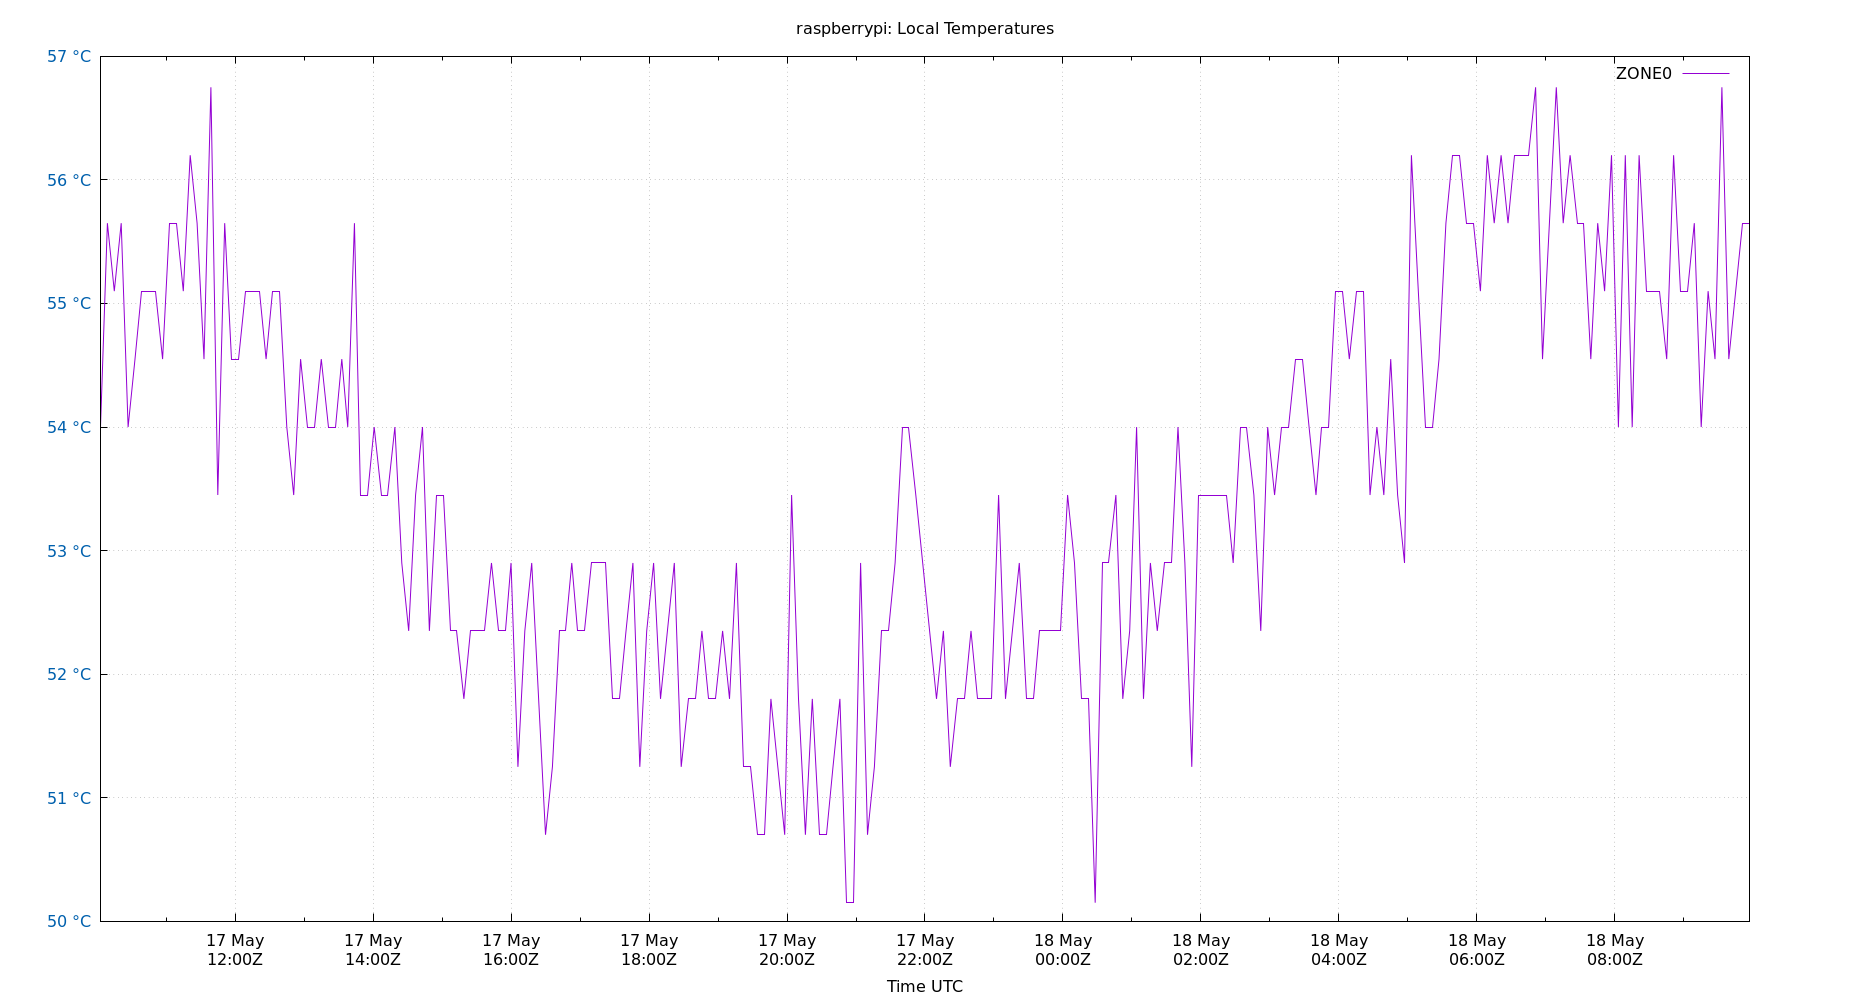 raspberrypi: Local Temperatures
57 °C
ZONE0
56 °C
55 °C
54 °C
53 °C
52 °C
51 °C
50 °C
17 May 17 May 17 May 17 May 17 May 17 May 18 May 18 May 18 May 18 May 18 May
12:00Z 14:00Z 16:00Z 18:00Z 20:00Z 22:00Z 00:00Z 02:00Z 04:00Z 06:00Z 08:00Z
Time UTC